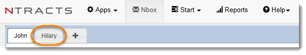 NTRACTS Apps Nbox Start Reports Help
John Hilary +